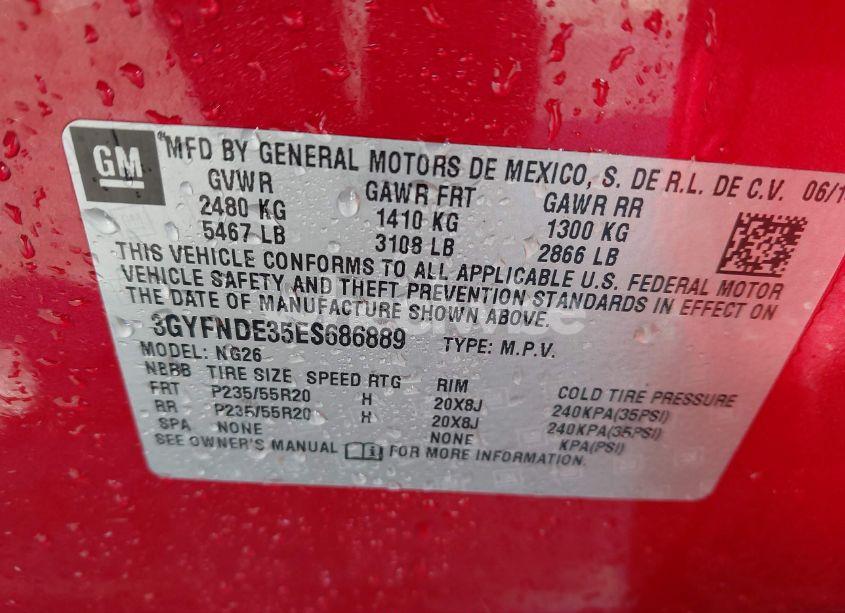 GM
MFD BY GENERAL MOTORS DE MEXICO, S. DE R.L. DE C.V. 06/1
GVWR GAWR FRT GAWR RR
2480 KG 1410 KG 1300 KG
5467 LB 3108 LB 2866 LB
THIS VEHICLE CONFORMS TO ALL APPLICABLE U.S. FEDERAL MOTOR
VEHICLE SAFETY AND THEFT PREVENTION STANDARDS IN EFFECT ON
THE DATE OF MANUFACTURE SHOWN ABOVE.
3GYFNDE35ES686889 TYPE: M.P.V.
MODEL: NG26
NBBB TIRE SIZE SPEED RTG RIM COLD TIRE PRESSURE
FRT P235/55R20 H 20X8J 240KPA(35PSI)
RR P235/55R20 H 20X8J 240KPA(35PSI)
SPA NONE NONE KPA(PSI)
SEE OWNER'S MANUAL FOR MORE INFORMATION.